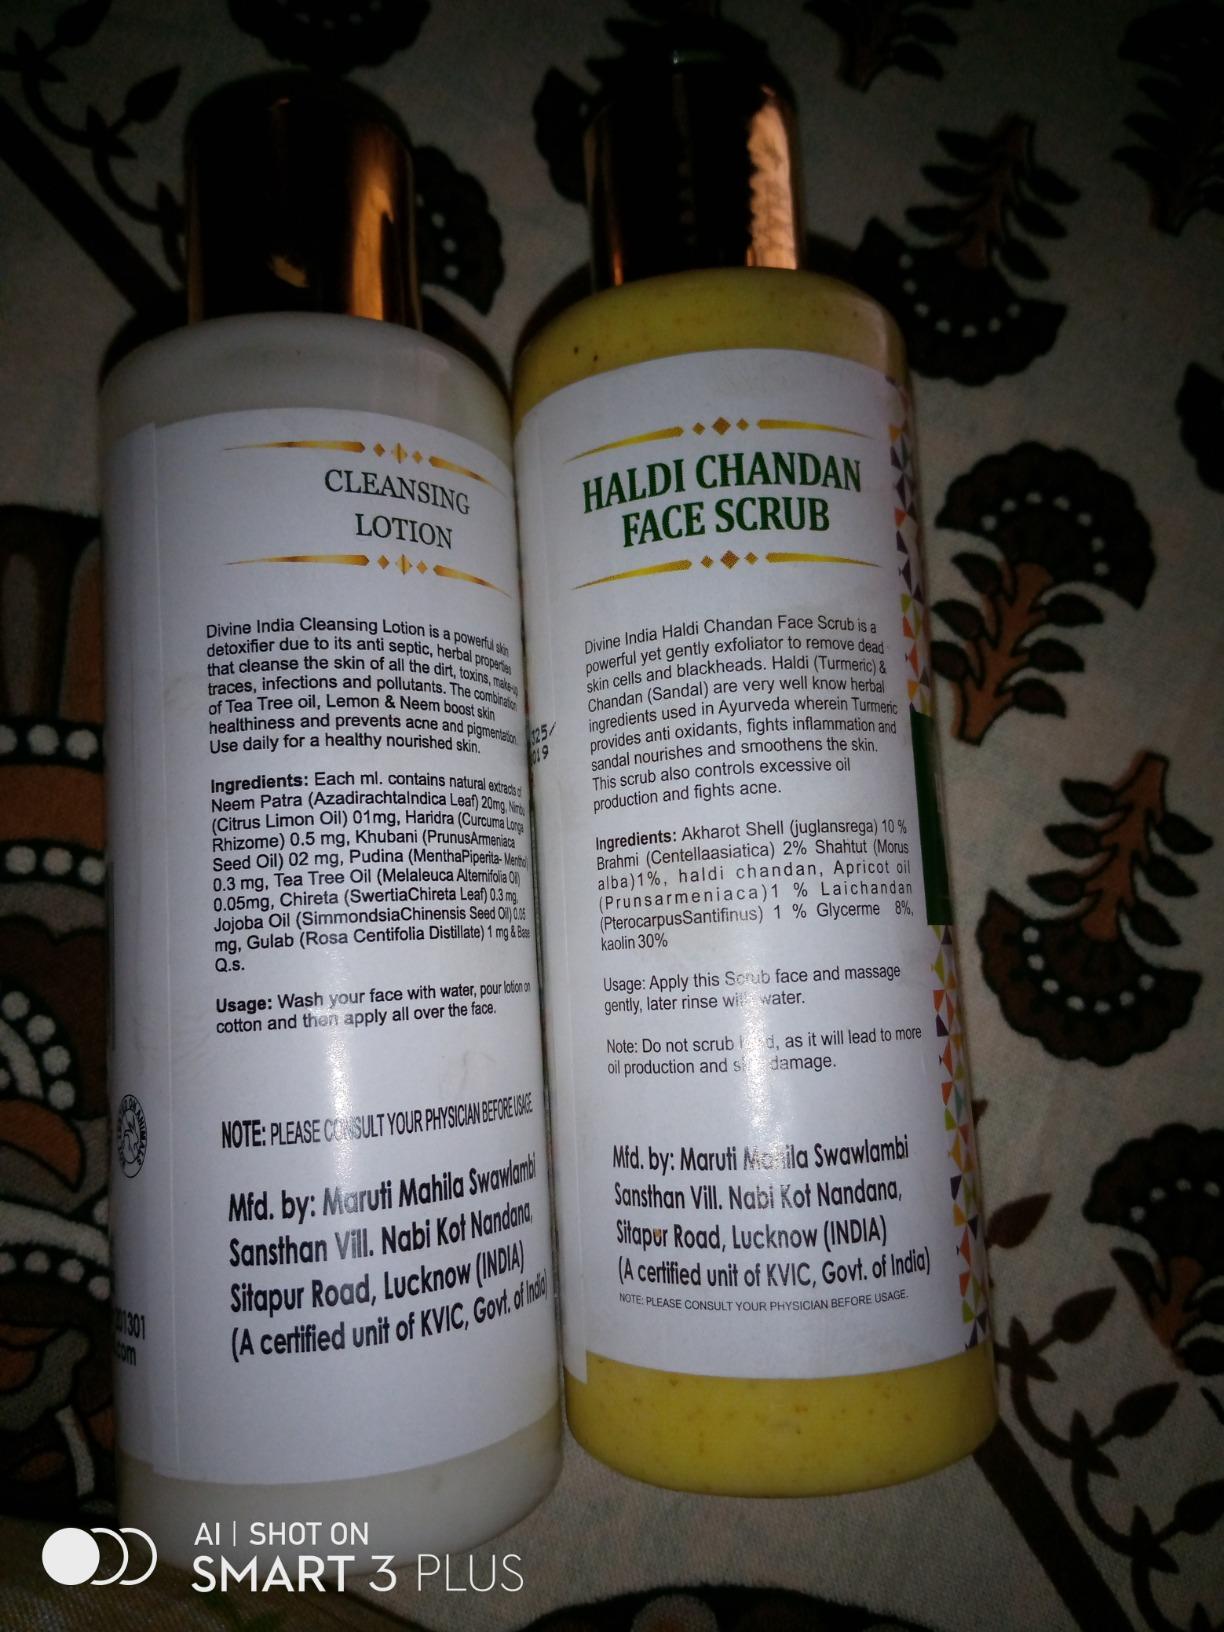 CLEANSING
LOTION
Divine India Cleansing Lotion is a powerful skin
detoxifier due to its anti septic, herbal properties
that cleanse the skin of all the dirt, toxins, make-up
traces, infections and pollutants. The combination
of Tea Tree oil, Lemon & Neem boost skin
healthiness and prevents acne and pigmentation.
Use daily for a healthy nourished skin.
Ingredients: Each ml. contains natural extracts of
Neem Patra (AzadirachtaIndica Leaf) 20mg, Nimbu
(Citrus Limon Oil) 01mg, Haridra (Curcuma Longa
Rhizome) 0.5 mg, Khubani (PrunusArmeniaca
Seed Oil) 02 mg, Pudina (MenthaPiperita- Mentho)
0.3 mg, Tea Tree Oil (Melaleuca Alternifolia Oil)
0.05mg, Chireta (SwertiaChireta Leaf) 0.3 mg,
Jojoba Oil (SimmondsiaChinensis Seed Oil) 0.05
mg, Gulab (Rosa Centifolia Distillate) 1 mg & Base
Q.s.
Usage: Wash your face with water, pour lotion on
cotton and then apply all over the face.
NOTE: PLEASE CONSULT YOUR PHYSICIAN BEFORE USAGE.
Mfd. by: Maruti Mahila Swawlambi
Sansthan Vill. Nabi Kot Nandana,
Sitapur Road, Lucknow (INDIA)
(A certified unit of KVIC, Govt. of India)
201301
.com
325/
019
HALDI CHANDAN
FACE SCRUB
Divine India Haldi Chandan Face Scrub is a
powerful yet gently exfoliator to remove dead
skin cells and blackheads. Haldi (Turmeric) &
Chandan (Sandal) are very well know herbal
ingredients used in Ayurveda wherein Turmeric
provides anti oxidants, fights inflammation and
sandal nourishes and smoothens the skin.
This scrub also controls excessive oil
production and fights acne.
Ingredients: Akharot Shell (juglansrega) 10 %
Brahmi (Centellaasiatica) 2% Shahtut (Morus
alba)1%, haldi chandan, Apricot oil
(Prunsarmeniaca)1 % Laichandan
(PterocarpusSantifinus) 1 % Glycerme 8%,
kaolin 30%
Usage: Apply this Scrub face and massage
gently, later rinse with water.
Note: Do not scrub hard, as it will lead to more
oil production and skin damage.
Mfd. by: Maruti Mahila Swawlambi
Sansthan Vill. Nabi Kot Nandana,
Sitapur Road, Lucknow (INDIA)
(A certified unit of KVIC, Govt. of India)
NOTE: PLEASE CONSULT YOUR PHYSICIAN BEFORE USAGE.
AI | SHOT ON
SMART 3 PLUS